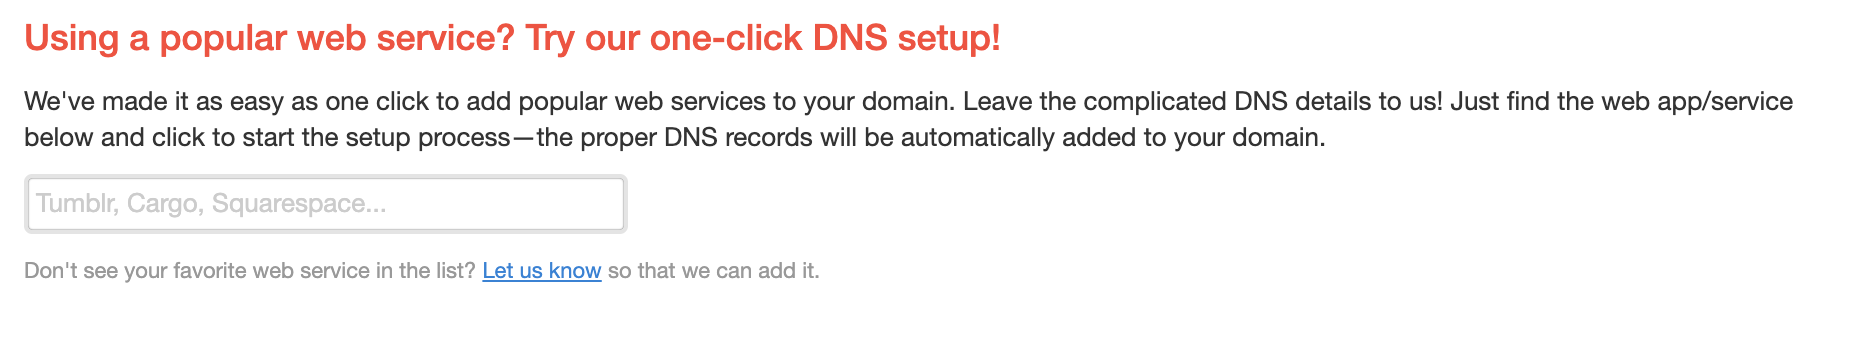 Using a popular web service? Try our one-click DNS setup!
We've made it as easy as one click to add popular web services to your domain. Leave the complicated DNS details to us! Just find the web app/service
below and click to start the setup process—the proper DNS records will be automatically added to your domain.
Tumblr, Cargo, Squarespace...
Don't see your favorite web service in the list? Let us know so that we can add it.